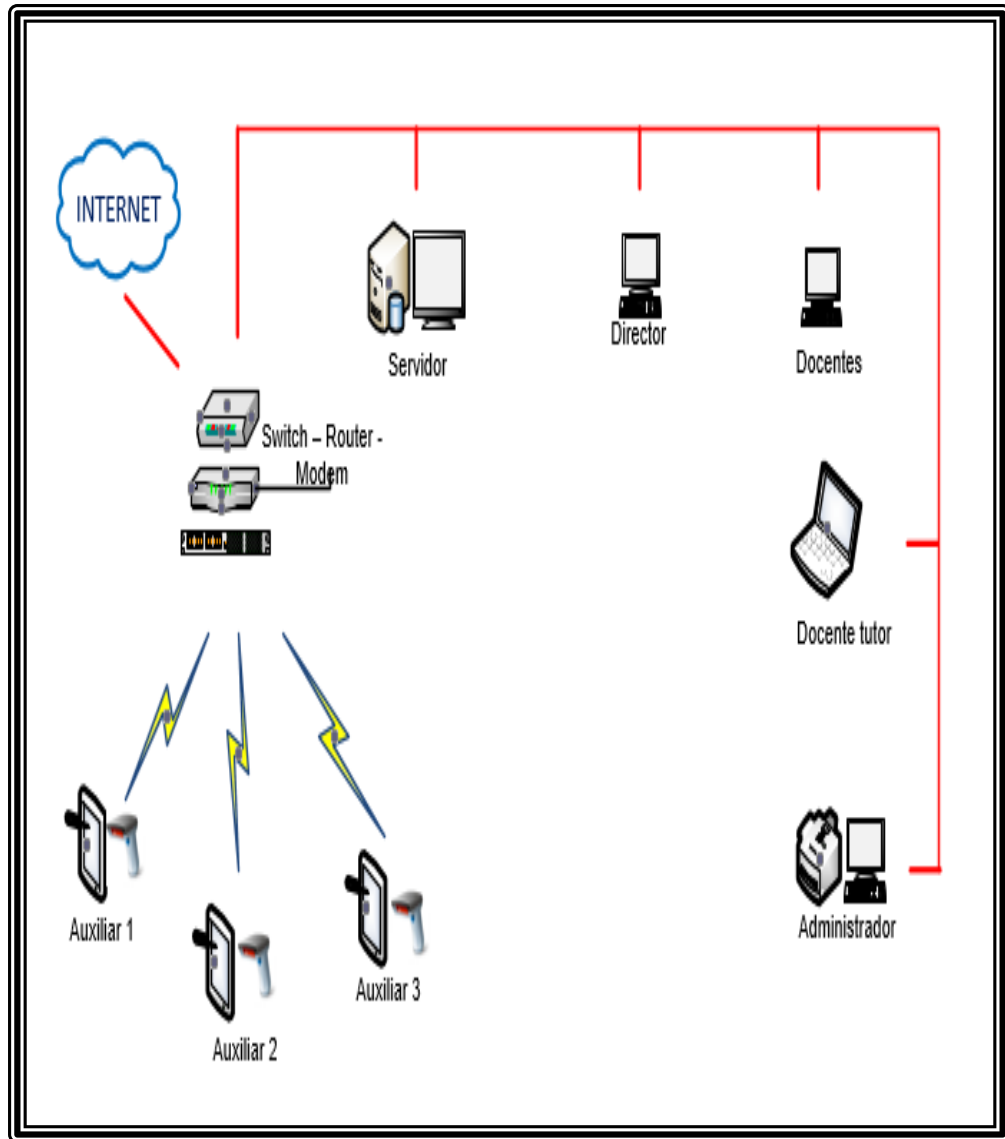 INTERNET
Servidor
Director
Docentes
Switch – Router -
Modem
Docente tutor
Administrador
Auxiliar 1
Auxiliar 2
Auxiliar 3